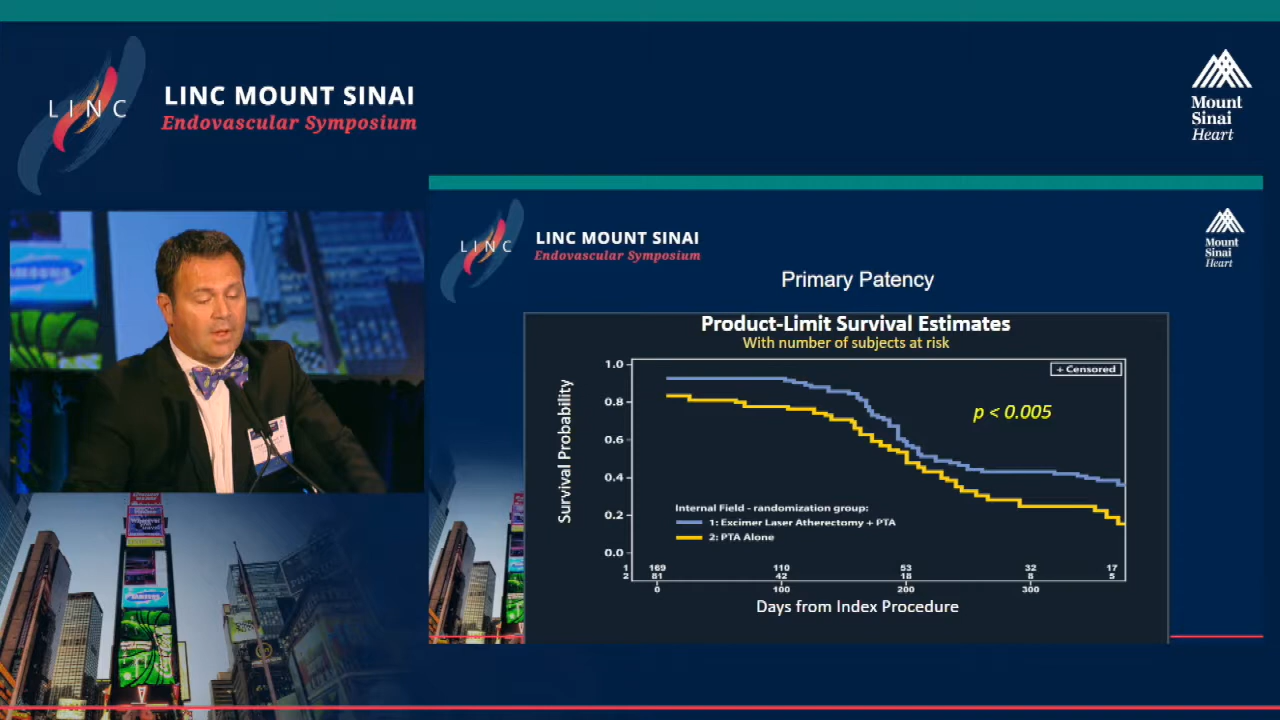 LINC
LINC MOUNT SINAI
Endovascular Symposium
Mount
Sinai
Heart
SAMSUNG
LINC
LINC MOUNT SINAI
Endovascular Symposium
Mount
Sinai
Heart
Primary Patency
Product-Limit Survival Estimates
With number of subjects at risk
+ Censored
p < 0.005
Survival Probability
1.0
0.8
0.6
0.4
0.2
0.0
Internal Field - randomization group:
1: Excimer Laser Atherectomy + PTA
2: PTA Alone
1 169 110 53 32 17
2 81 42 18 8 5
0 100 200 300
Days from Index Procedure